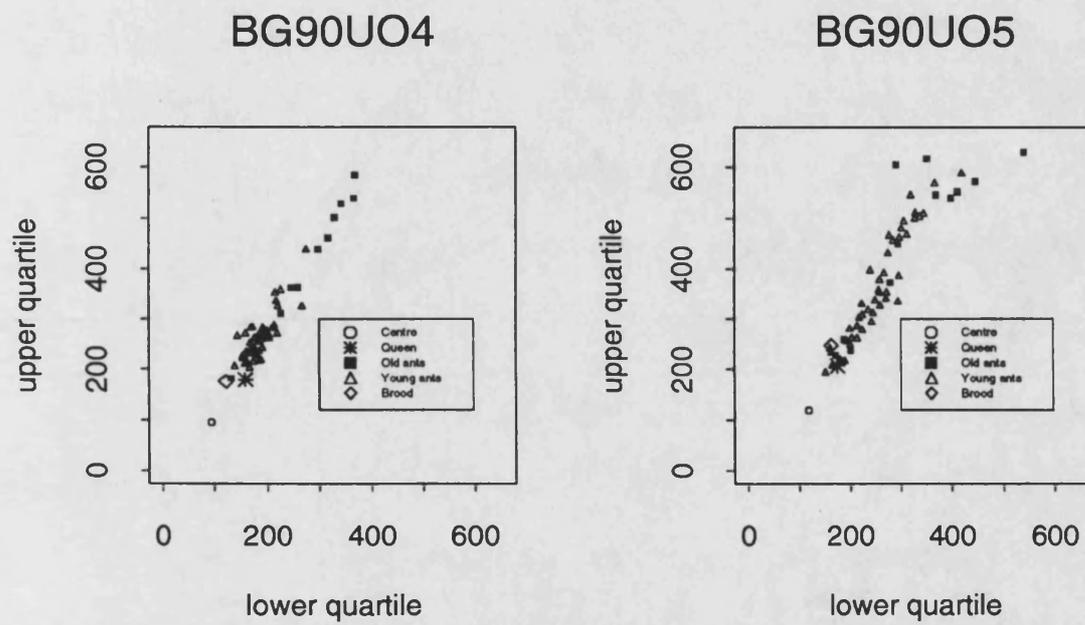 BG90UO4
upper quartile
600
400
200
0
0 200 400 600
lower quartile
Centre
Queen
Old ants
Young ants
Brood
BG90UO5
upper quartile
600
400
200
0
0 200 400 600
lower quartile
Centre
Queen
Old ants
Young ants
Brood